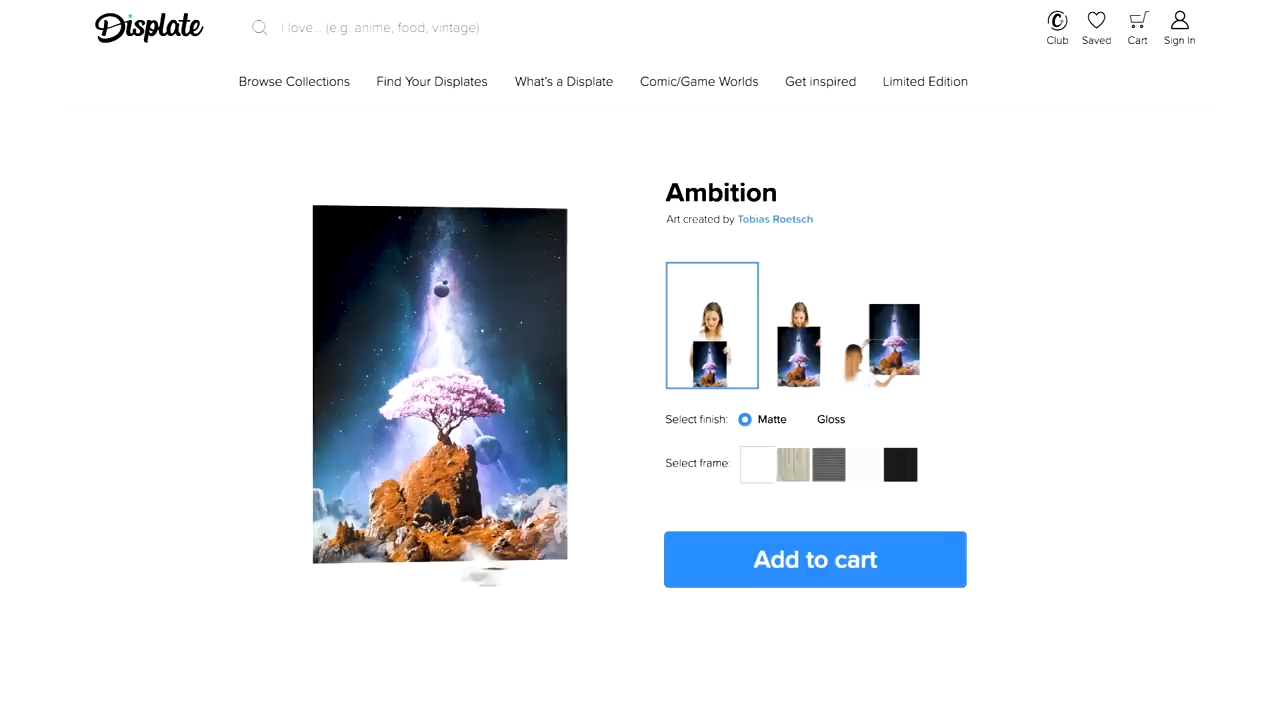 Displate
I love... (e.g. anime, food, vintage)
Club Saved Cart Sign In
Browse Collections Find Your Displates What's a Displate Comic/Game Worlds Get inspired Limited Edition
Ambition
Art created by Tobias Roetsch
Select finish: Matte Gloss
Select frame:
Add to cart